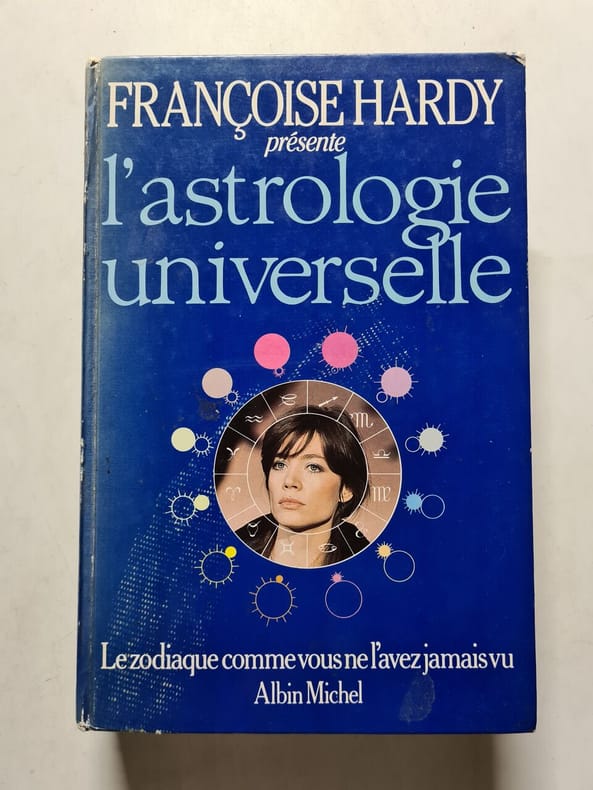 FRANÇOISE HARDY
présente
l'astrologie
universelle
Le zodiaque comme vous ne l'avez jamais vu
Albin Michel